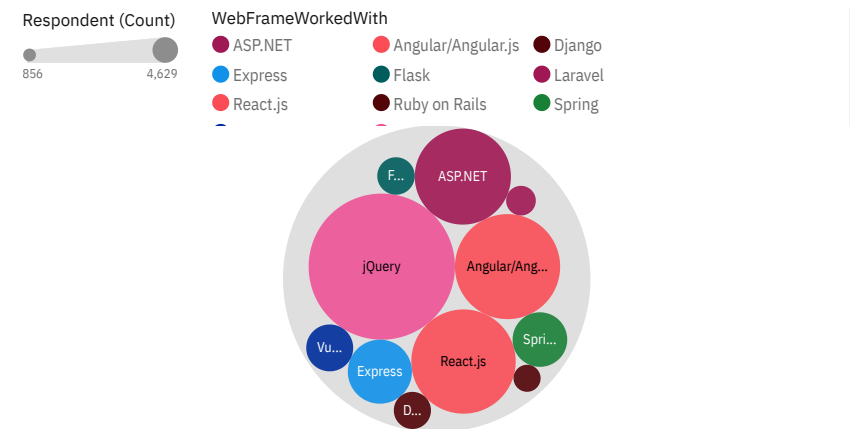 Respondent (Count)
856
4,629
WebFrameWorkedWith
ASP.NET
Angular/Angular.js
Django
Express
Flask
Laravel
React.js
Ruby on Rails
Spring
F...
ASP.NET
jQuery
Angular/Ang...
Vu...
Express
React.js
Spri...
D...